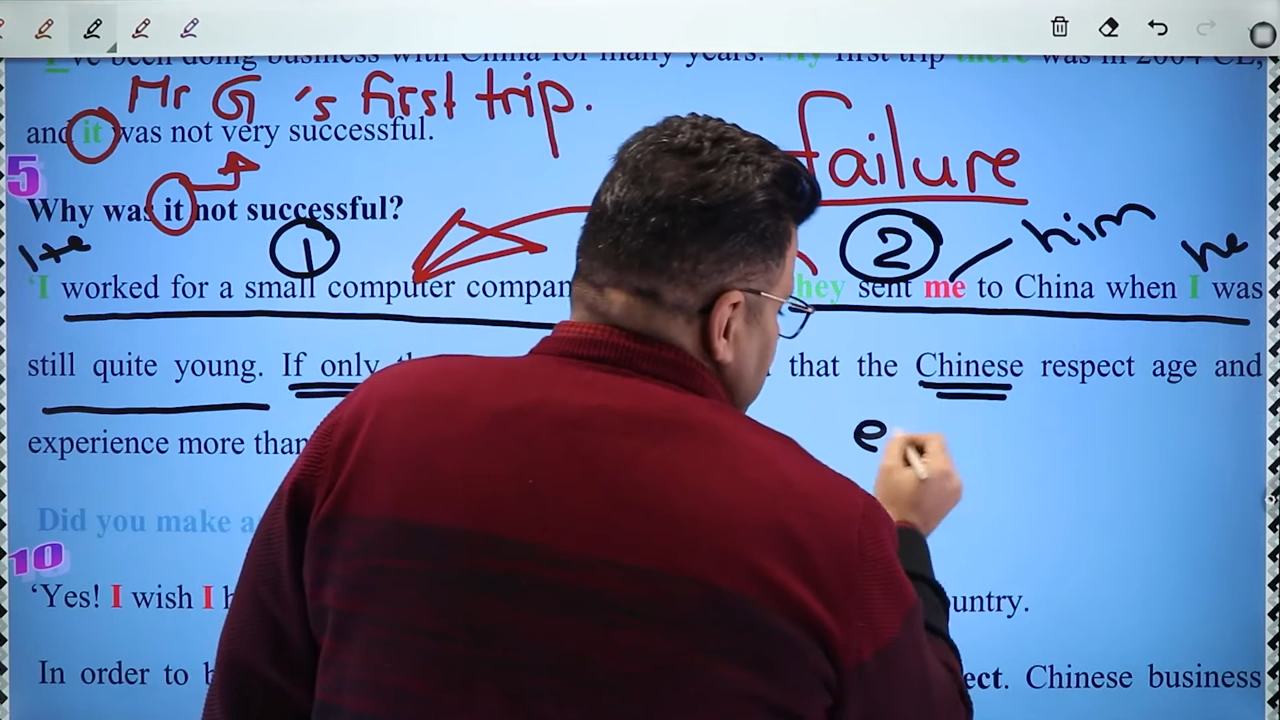 I've been doing business with China for many years. My first trip there was in 2004 CE,
Mr G's first trip.
and it was not very successful.
failure
5
Why was it not successful?
He
1
2
him
he
'I worked for a small computer compan they sent me to China when I was
still quite young. If only that the Chinese respect age and
experience more than
e
Did you make a
10
'Yes! I wish I untry.
In order to ect. Chinese business